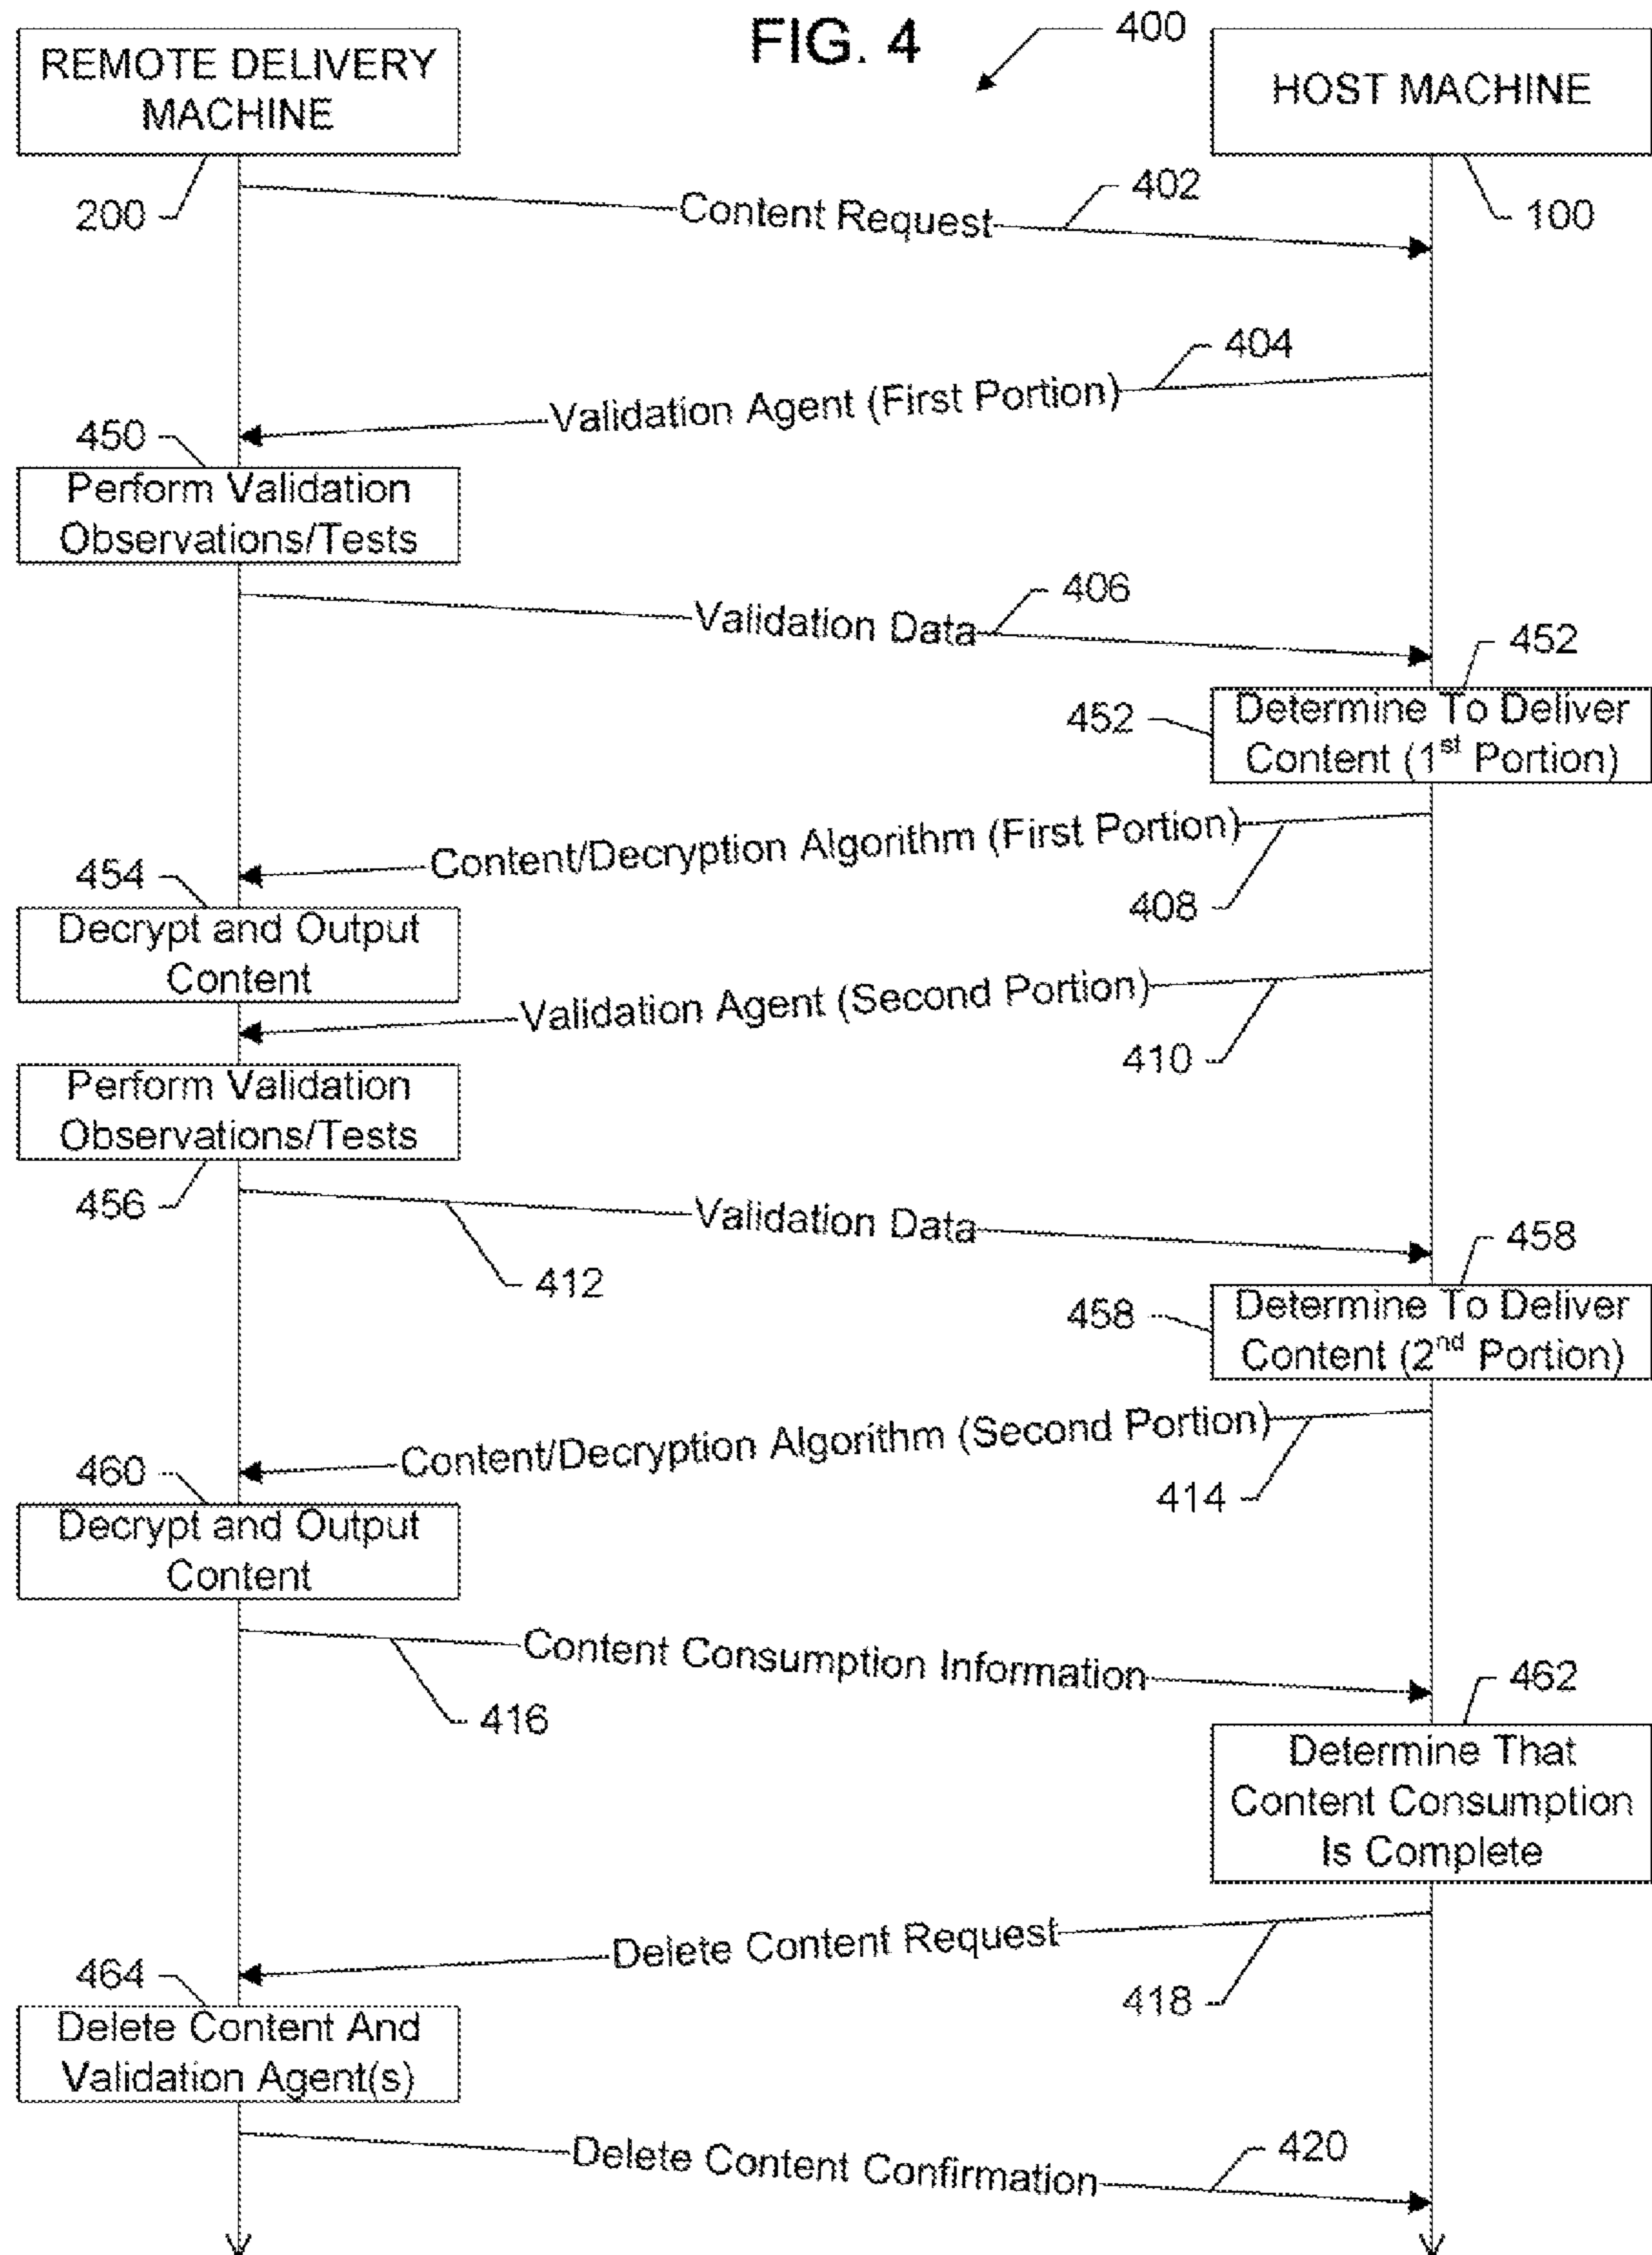 FIG. 4
400
REMOTE DELIVERY
MACHINE
HOST MACHINE
200
100
402
Content Request
404
Validation Agent (First Portion)
450
Perform Validation
Observations/Tests
406
Validation Data
452
452
Determine To Deliver
Content (1st Portion)
Content/Decryption Algorithm (First Portion)
408
454
Decrypt and Output
Content
Validation Agent (Second Portion)
410
Perform Validation
Observations/Tests
456
Validation Data
412
458
458
Determine To Deliver
Content (2nd Portion)
Content/Decryption Algorithm (Second Portion)
414
460
Decrypt and Output
Content
Content Consumption Information
416
462
Determine That
Content Consumption
Is Complete
Delete Content Request
418
464
Delete Content And
Validation Agent(s)
Delete Content Confirmation
420